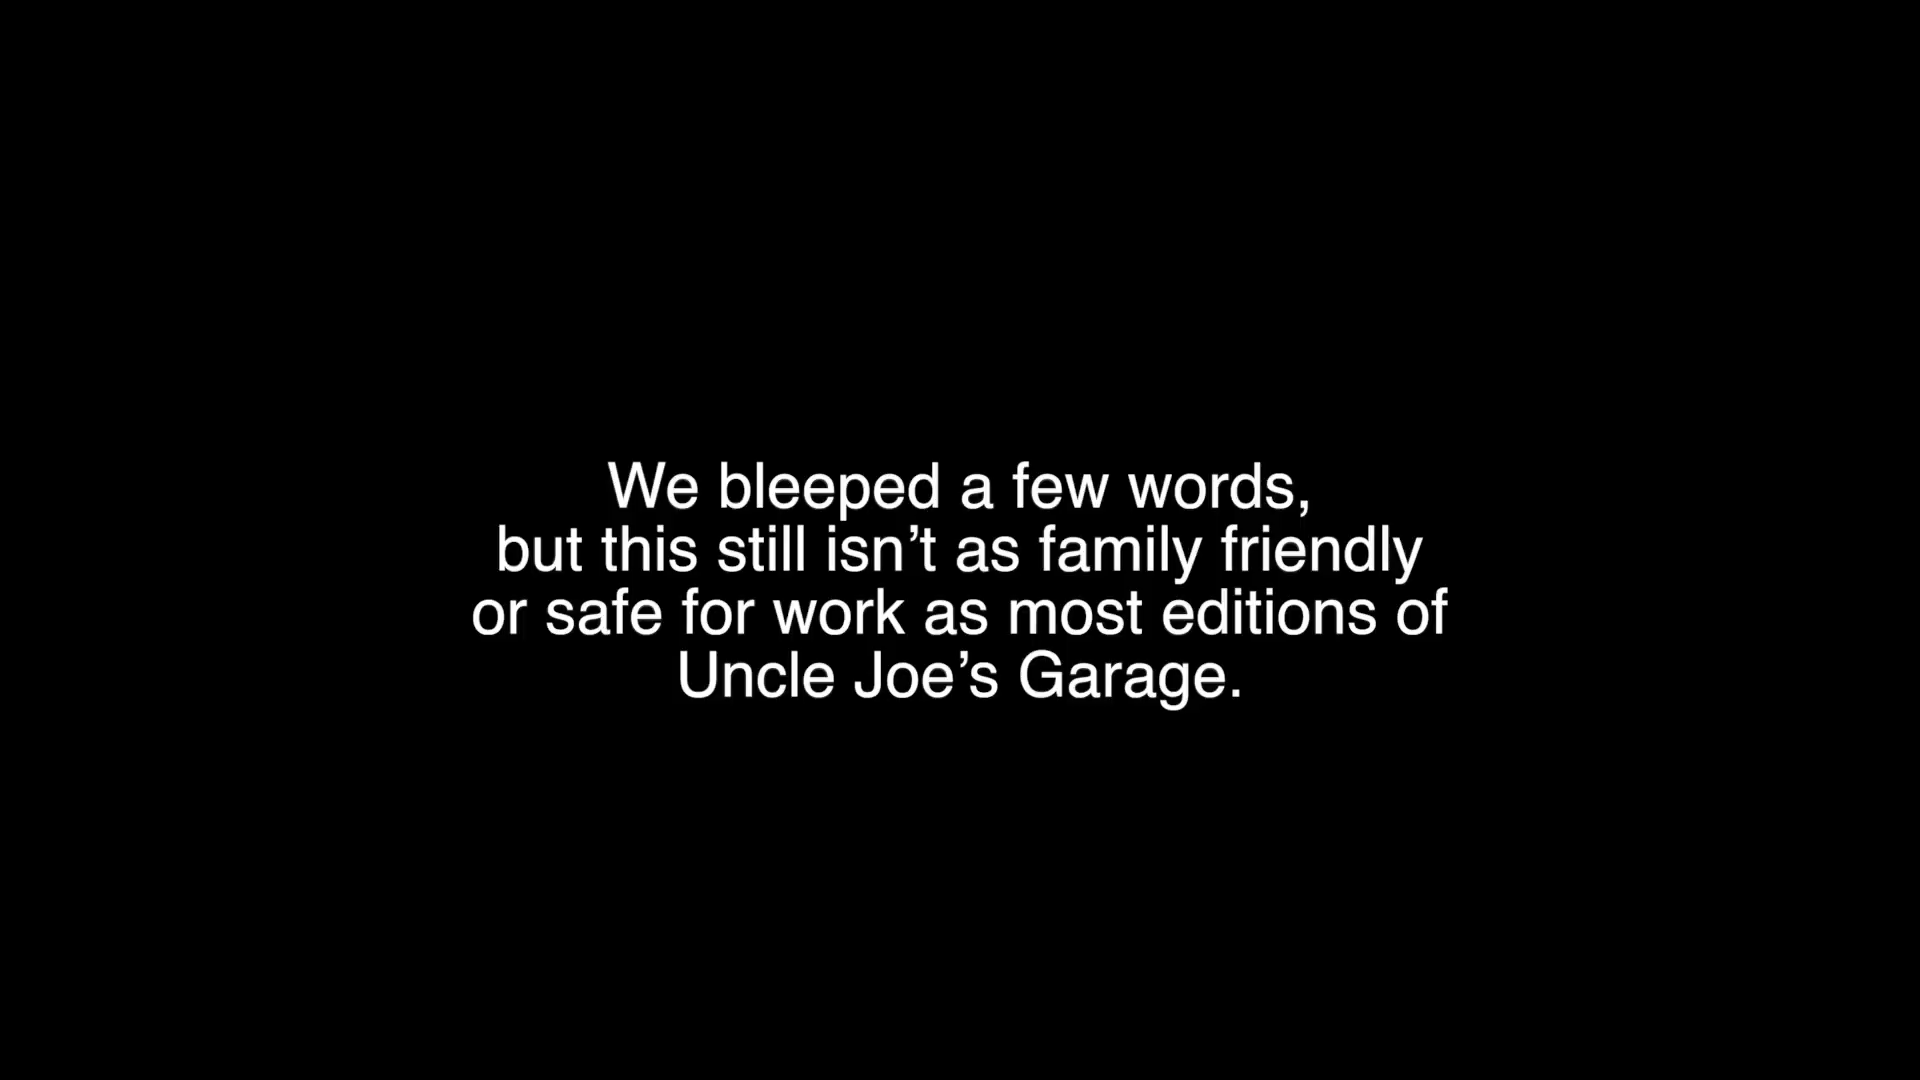 We bleeped a few words,
but this still isn’t as family friendly
or safe for work as most editions of
Uncle Joe’s Garage.